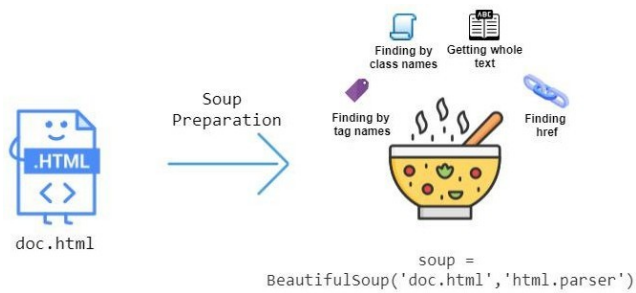 ABC
Finding by
class names
Getting whole
text
Soup
Preparation
Finding by
tag names
Finding
href
.HTML
doc.html
soup =
BeautifulSoup('doc.html','html.parser')